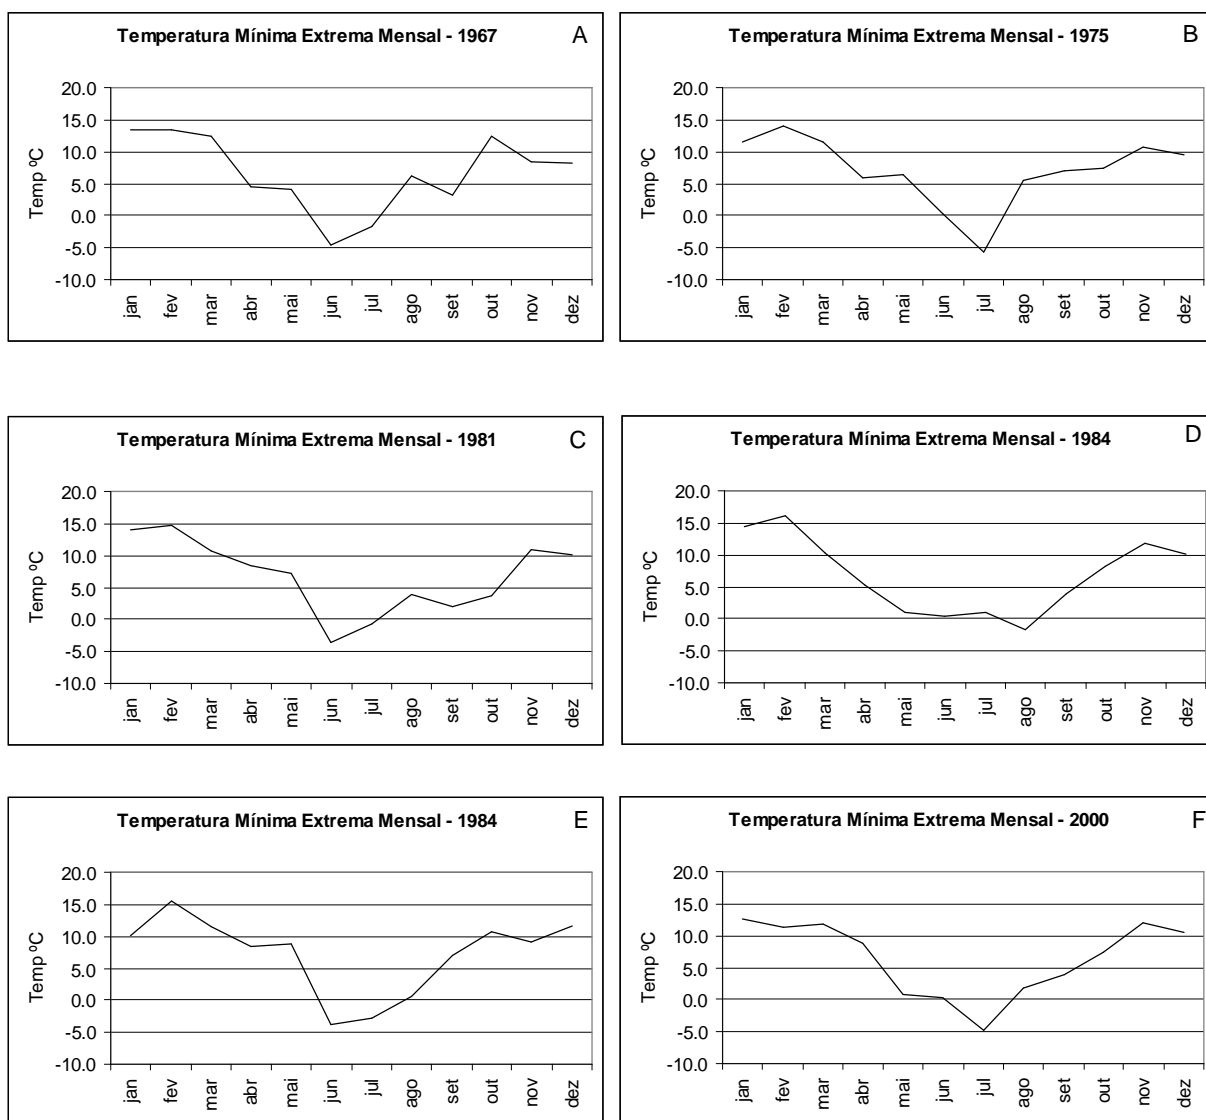 Temperatura Mínima Extrema Mensal - 1967 A
20.0
15.0
10.0
5.0
0.0
-5.0
-10.0
Temp ºC
jan fev mar abr mai jun jul ago set out nov dez
Temperatura Mínima Extrema Mensal - 1975 B
20.0
15.0
10.0
5.0
0.0
-5.0
-10.0
Temp ºC
jan fev mar abr mai jun jul ago set out nov dez
Temperatura Mínima Extrema Mensal - 1981 C
20.0
15.0
10.0
5.0
0.0
-5.0
-10.0
Temp ºC
jan fev mar abr mai jun jul ago set out nov dez
Temperatura Mínima Extrema Mensal - 1984 D
20.0
15.0
10.0
5.0
0.0
-5.0
-10.0
Temp ºC
jan fev mar abr mai jun jul ago set out nov dez
Temperatura Mínima Extrema Mensal - 1984 E
20.0
15.0
10.0
5.0
0.0
-5.0
-10.0
Temp ºC
jan fev mar abr mai jun jul ago set out nov dez
Temperatura Mínima Extrema Mensal - 2000 F
20.0
15.0
10.0
5.0
0.0
-5.0
-10.0
Temp ºC
jan fev mar abr mai jun jul ago set out nov dez